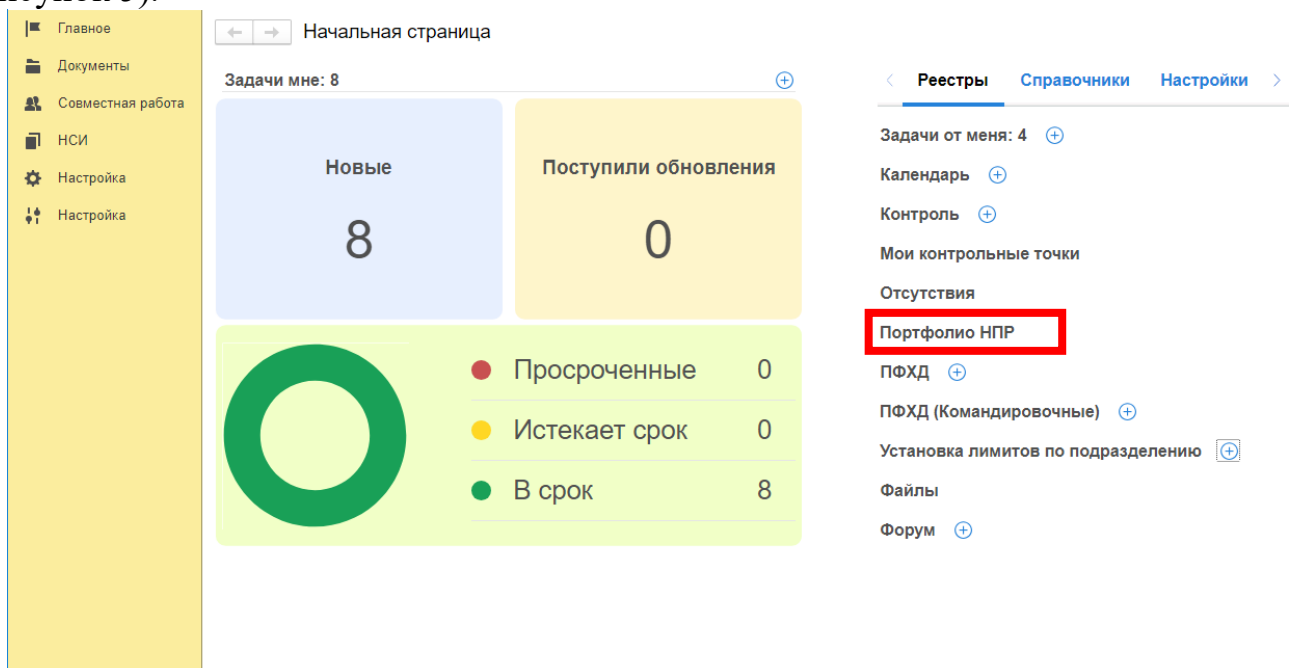 Главное
Документы
Совместная работа
НСИ
Настройка
Настройка
Начальная страница
Задачи мне: 8
Новые
8
Поступили обновления
0
Просроченные 0
Истекает срок 0
В срок 8
Реестры Справочники Настройки
Задачи от меня: 4
Календарь
Контроль
Мои контрольные точки
Отсутствия
Портфолио НПР
ПФХД
ПФХД (Командировочные)
Установка лимитов по подразделению
Файлы
Форум